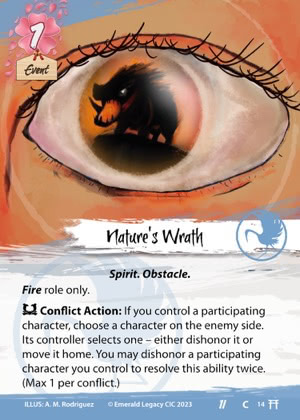 1
Event
Nature's Wrath
Spirit. Obstacle.
Fire role only.
Conflict Action: If you control a participating
character, choose a character on the enemy side.
Its controller selects one – either dishonor it or
move it home. You may dishonor a participating
character you control to resolve this ability twice.
(Max 1 per conflict.)
ILLUS: A. M. Rodriguez © Emerald Legacy CIC 2023 C 14